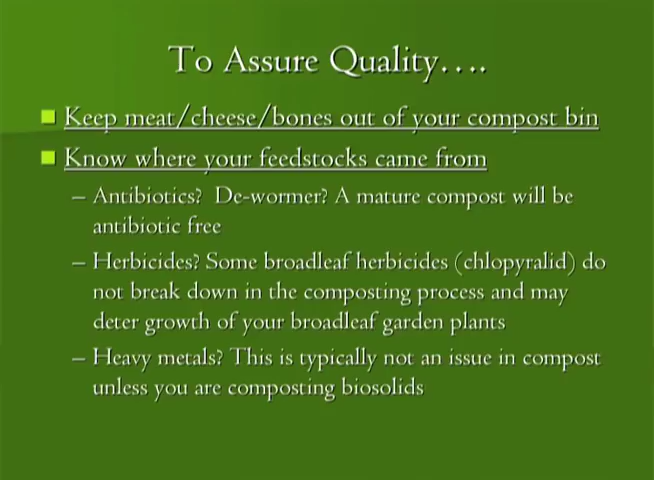 To Assure Quality….
Keep meat/cheese/bones out of your compost bin
Know where your feedstocks came from
– Antibiotics? De-wormer? A mature compost will be
antibiotic free
– Herbicides? Some broadleaf herbicides (chlopyralid) do
not break down in the composting process and may
deter growth of your broadleaf garden plants
– Heavy metals? This is typically not an issue in compost
unless you are composting biosolids